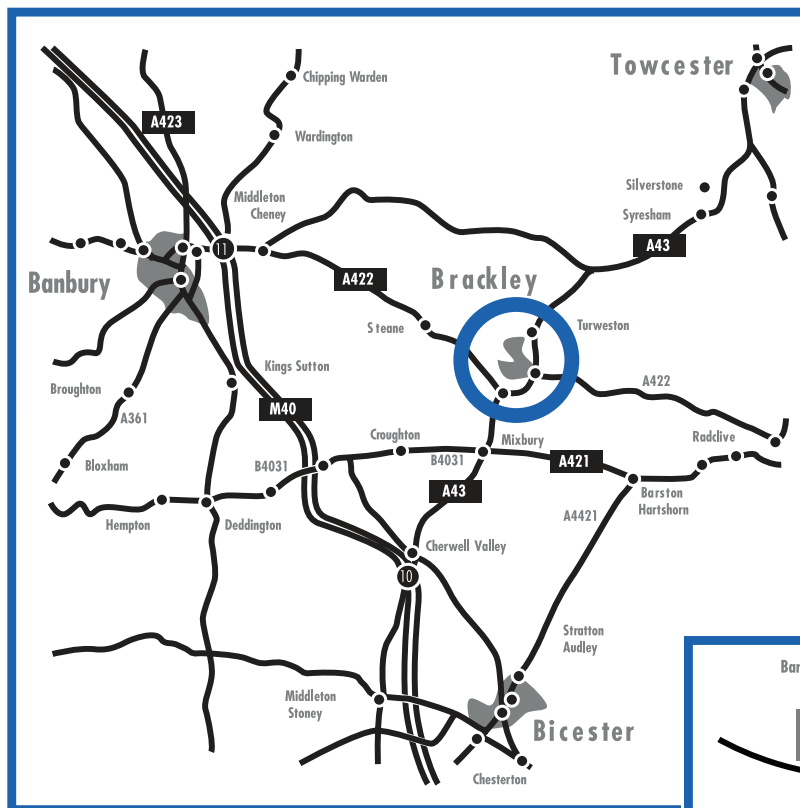 Towcester
Chipping Warden
A423
Wardington
Silverstone
Middleton
Cheney
Syresham
A43
11
Banbury
A422
Brackley
Steane
Turweston
Kings Sutton
Broughton
A422
A361
M40
Croughton
Mixbury
Radclive
Bloxham
B4031
B4031
A421
A43
Barston
Hartshorn
Hempton
Deddington
A4421
Cherwell Valley
10
Stratton
Audley
Middleton
Stoney
Bicester
Chesterton